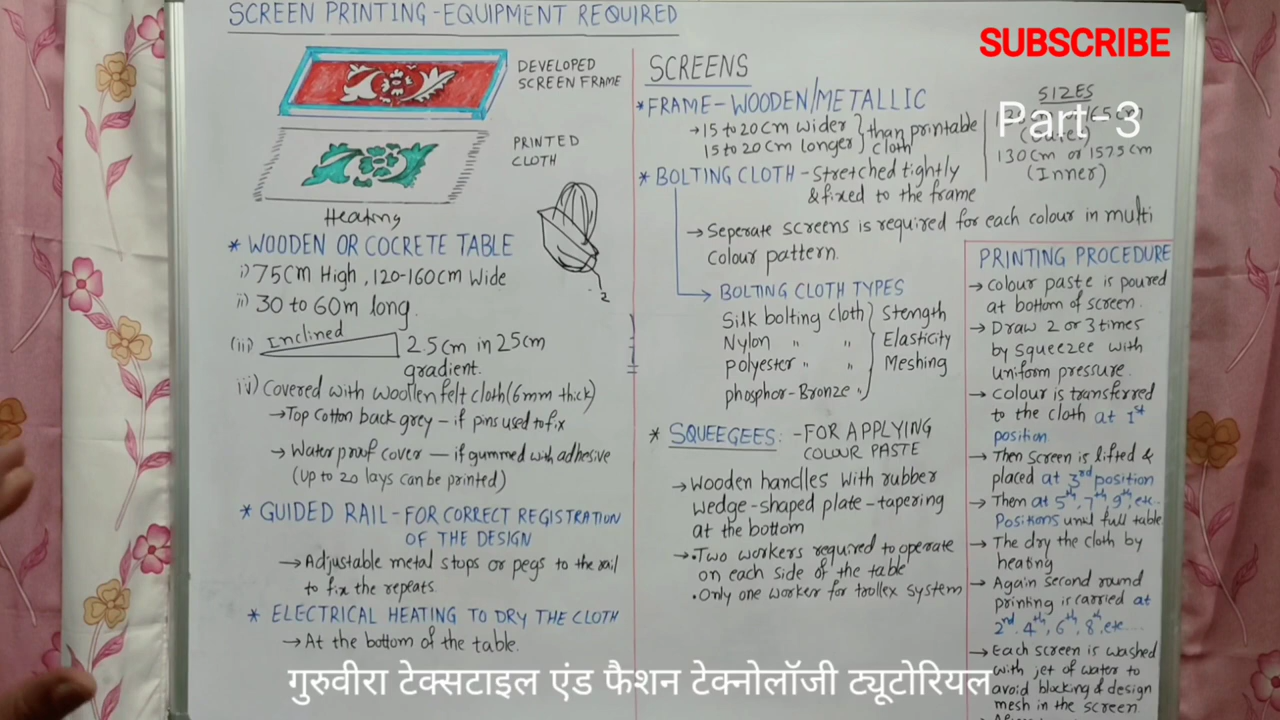 SCREEN PRINTING - EQUIPMENT REQUIRED
DEVELOPED
SCREEN FRAME
PRINTED
CLOTH
Heating
* WOODEN OR COCRETE TABLE
i) 75cm High, 120-160cm Wide
ii) 30 to 60m long.
(iii) Inclined 2.5cm in 25cm
gradient.
iv) Covered with woollen felt cloth (6mm thick)
→ Top cotton back grey - if pins used to fix
→ Water proof cover - if gummed with adhesive
(up to 20 lays can be printed)
* GUIDED RAIL - FOR CORRECT REGISTRATION
OF THE DESIGN
→ Adjustable metal stops or pegs to the rail
to fix the repeats.
* ELECTRICAL HEATING TO DRY THE CLOTH
→ At the bottom of the table.
SUBSCRIBE
Part-3
SCREENS
* FRAME - WOODEN/METALLIC
→ 15 to 20cm wider } than printable
15 to 20cm longer } cloth
SIZES
130cm or 157.5cm
(Inner)
* BOLTING CLOTH - Stretched tightly
& fixed to the frame
→ Seperate screens is required for each colour in multi
colour pattern.
→ BOLTING CLOTH TYPES
Silk bolting cloth } Stength
Nylon " " } Elasticity
polyester " " } Meshing
phosphor-Bronze "
* SQUEEGEES: - FOR APPLYING
COLOUR PASTE
→ Wooden handles with rubber
wedge-shaped plate - tapering
at the bottom
→ • Two workers required to operate
on each side of the table
• Only one worker for trollex system
PRINTING PROCEDURE
→ Colour paste is poured
at bottom of screen.
→ Draw 2 or 3 times
by squeezee with
uniform pressure.
→ Colour is transferred
to the cloth at 1st
position.
→ Then screen is lifted &
placed at 3rd position
→ Then at 5th, 7th, 9th, etc..
Positions until full table.
→ The dry the cloth by
heating
→ Again second round
printing is carried at
2nd, 4th, 6th, 8th, etc....
→ Each screen is washed
with jet of water to
avoid blocking & design
mesh in the screen
गुरुवीरा टेक्सटाइल एंड फैशन टेक्नोलॉजी ट्यूटोरियल